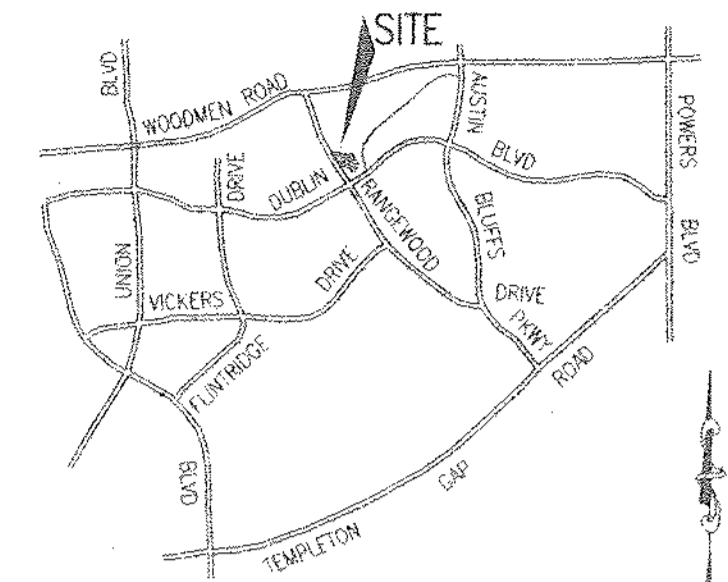 SITE
BLVD
WOODMEN ROAD
AUSTIN
POWERS
DRIVE
DUBLIN
BLVD
RANGEWOOD
BLUFFS
BLVD
UNION
VICKERS
DRIVE
DRIVE
PKWY
FLINTRIDGE
ROAD
BLVD
GAP
TEMPLETON